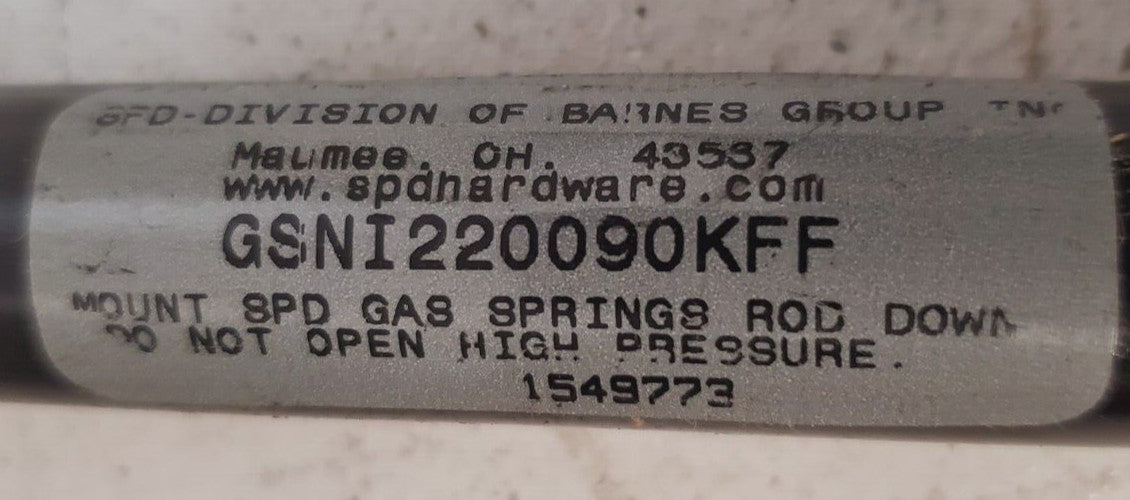 SPD-DIVISION OF BARNES GROUP INC
Maumee, OH. 43537
www.spdhardware.com
GSNI220090KFF
MOUNT SPD GAS SPRINGS ROD DOWN
DO NOT OPEN HIGH PRESSURE.
1549773